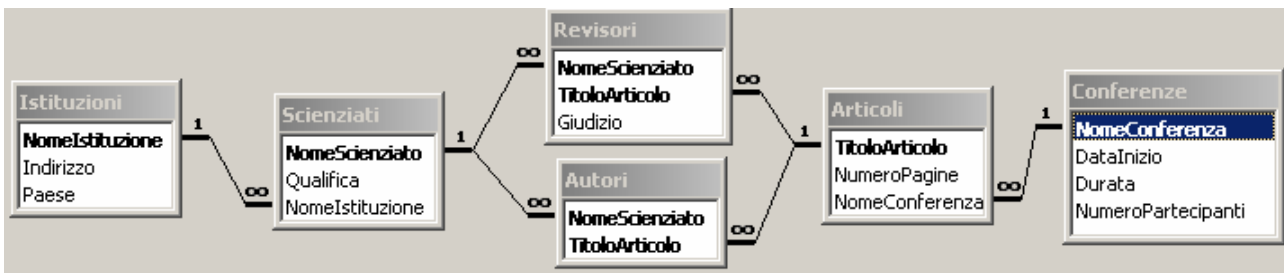 Istituzioni
NomeIstituzione
Indirizzo
Paese
1
∞
Scienziati
NomeScienziato
Qualifica
NomeIstituzione
1
∞
∞
Revisori
NomeScienziato
TitoloArticolo
Giudizio
∞
Autori
NomeScienziato
TitoloArticolo
∞
1
Articoli
TitoloArticolo
NumeroPagine
NomeConferenza
∞
1
Conferenze
NomeConferenza
DataInizio
Durata
NumeroPartecipanti